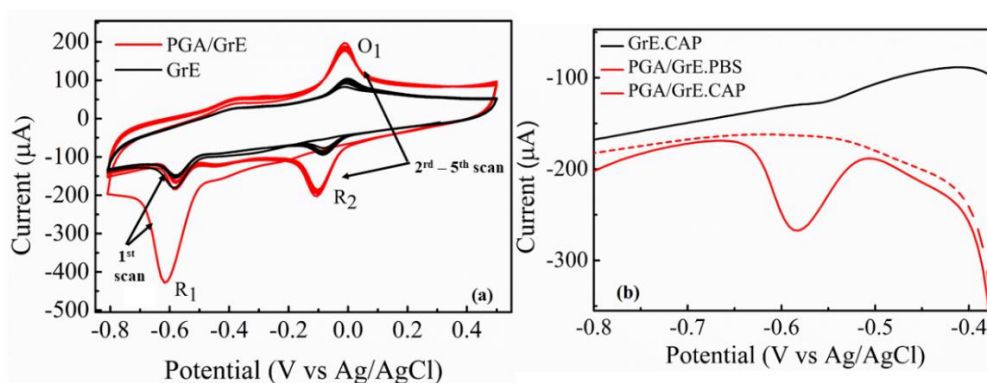 200
100
0
-100
-200
-300
-400
-500
Current (µA)
PGA/GrE
GrE
O1
2rd – 5th scan
R2
1st
scan
R1
(a)
-0.8 -0.6 -0.4 -0.2 0.0 0.2 0.4
Potential (V vs Ag/AgCl)
GrE.CAP
PGA/GrE.PBS
PGA/GrE.CAP
-100
-200
-300
Current (µA)
(b)
-0.8 -0.7 -0.6 -0.5 -0.4
Potential (V vs Ag/AgCl)